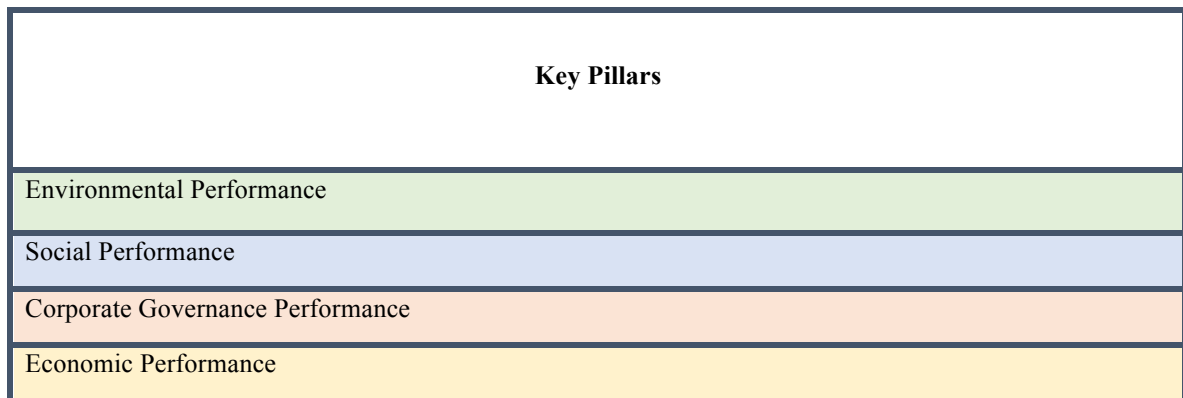 Key Pillars
Environmental Performance
Social Performance
Corporate Governance Performance
Economic Performance